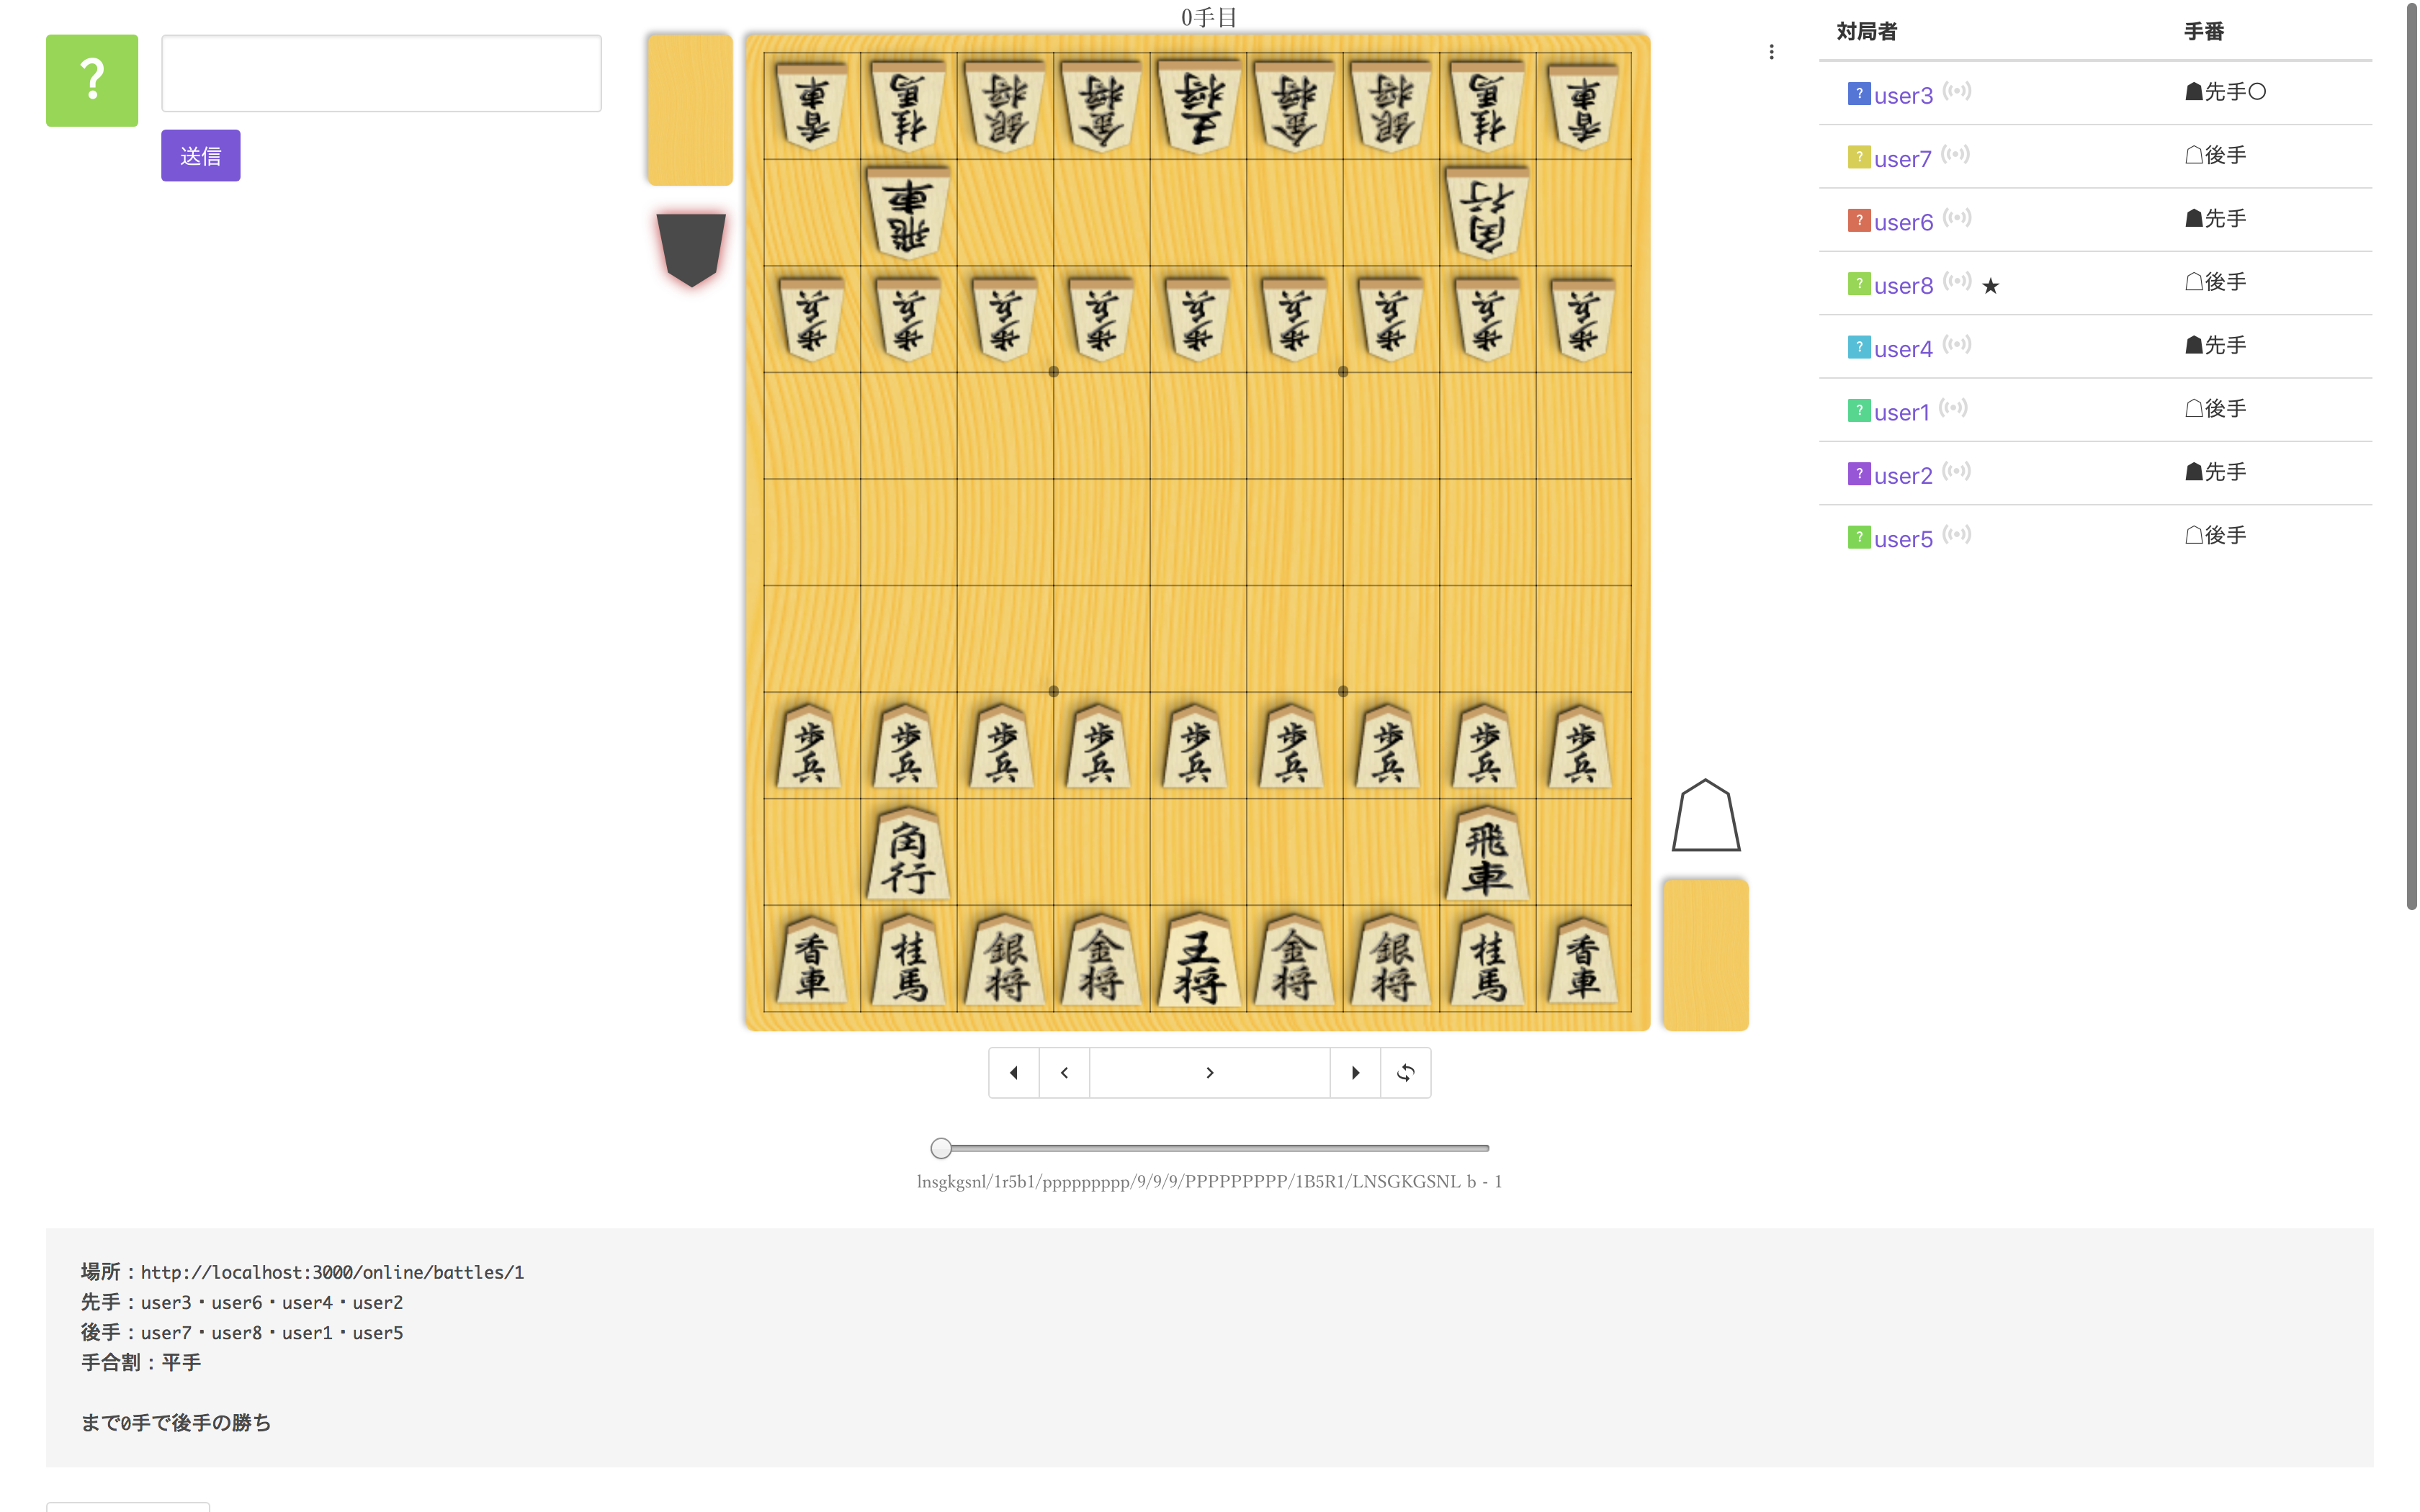 0手目
?
送信
香車 桂馬 銀将 金将 王将 金将 銀将 桂馬 香車
飛車 角行
歩兵 歩兵 歩兵 歩兵 歩兵 歩兵 歩兵 歩兵 歩兵
歩兵 歩兵 歩兵 歩兵 歩兵 歩兵 歩兵 歩兵 歩兵
角行 飛車
香車 桂馬 銀将 金将 王将 金将 銀将 桂馬 香車
lnsgkgsnl/1r5b1/ppppppppp/9/9/9/PPPPPPPPP/1B5R1/LNSGKGSNL b - 1
対局者 手番
? user3 ☗先手○
? user7 ☖後手
? user6 ☗先手
? user8 ★ ☖後手
? user4 ☗先手
? user1 ☖後手
? user2 ☗先手
? user5 ☖後手
場所：http://localhost:3000/online/battles/1
先手：user3・user6・user4・user2
後手：user7・user8・user1・user5
手合割：平手
まで0手で後手の勝ち